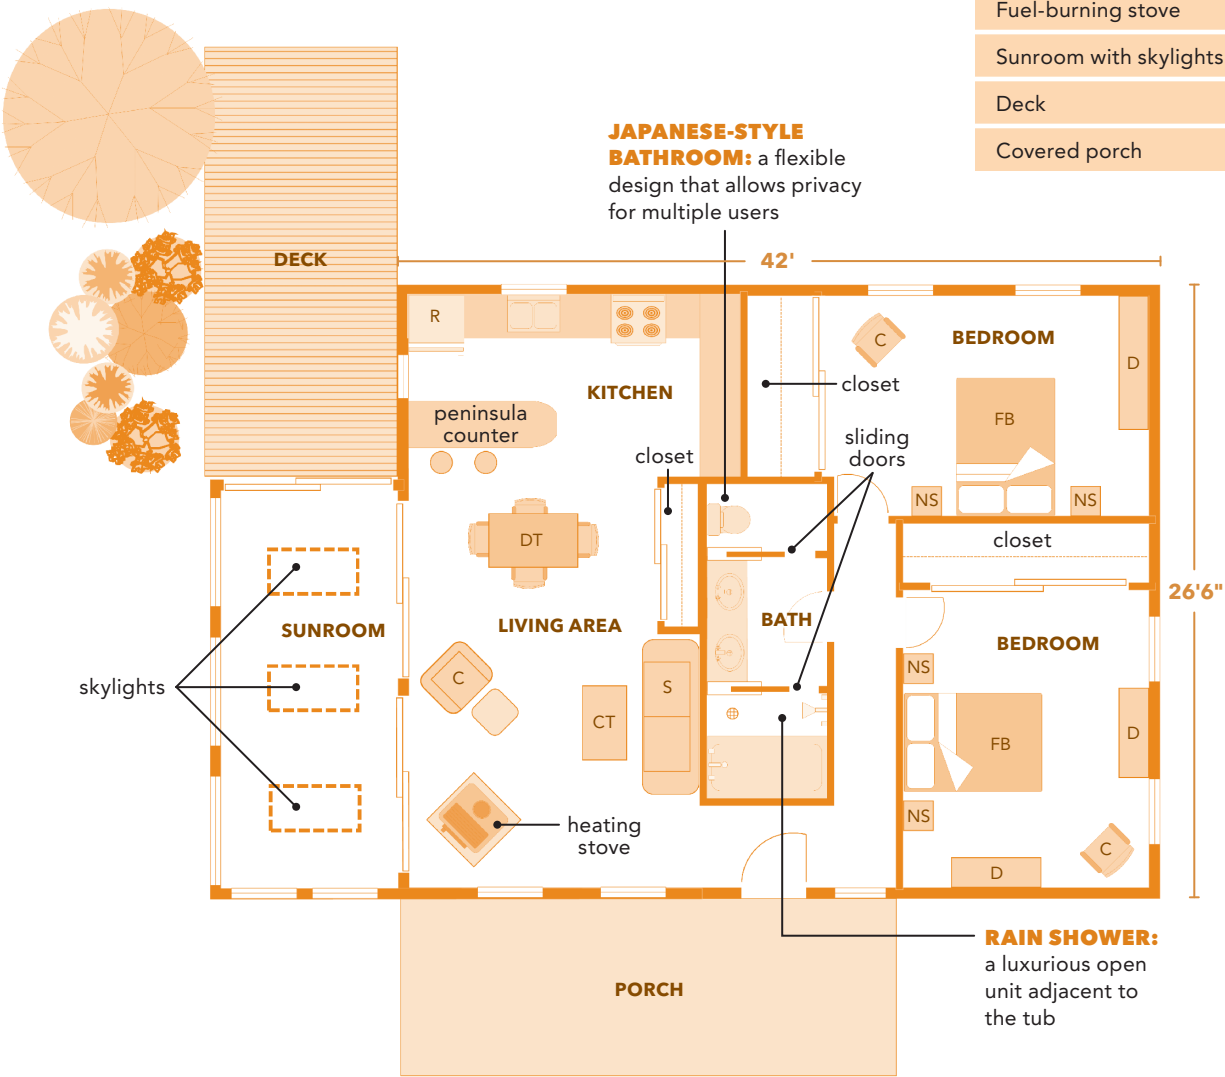 Fuel-burning stove
Sunroom with skylights
Deck
Covered porch
JAPANESE-STYLE
BATHROOM: a flexible
design that allows privacy
for multiple users
DECK
42'
R
C
BEDROOM
D
KITCHEN
closet
peninsula
counter
FB
sliding
doors
closet
NS
NS
DT
closet
26'6"
SUNROOM
LIVING AREA
BATH
BEDROOM
skylights
C
S
NS
CT
FB
D
heating
stove
NS
C
D
RAIN SHOWER:
a luxurious open
unit adjacent to
the tub
PORCH